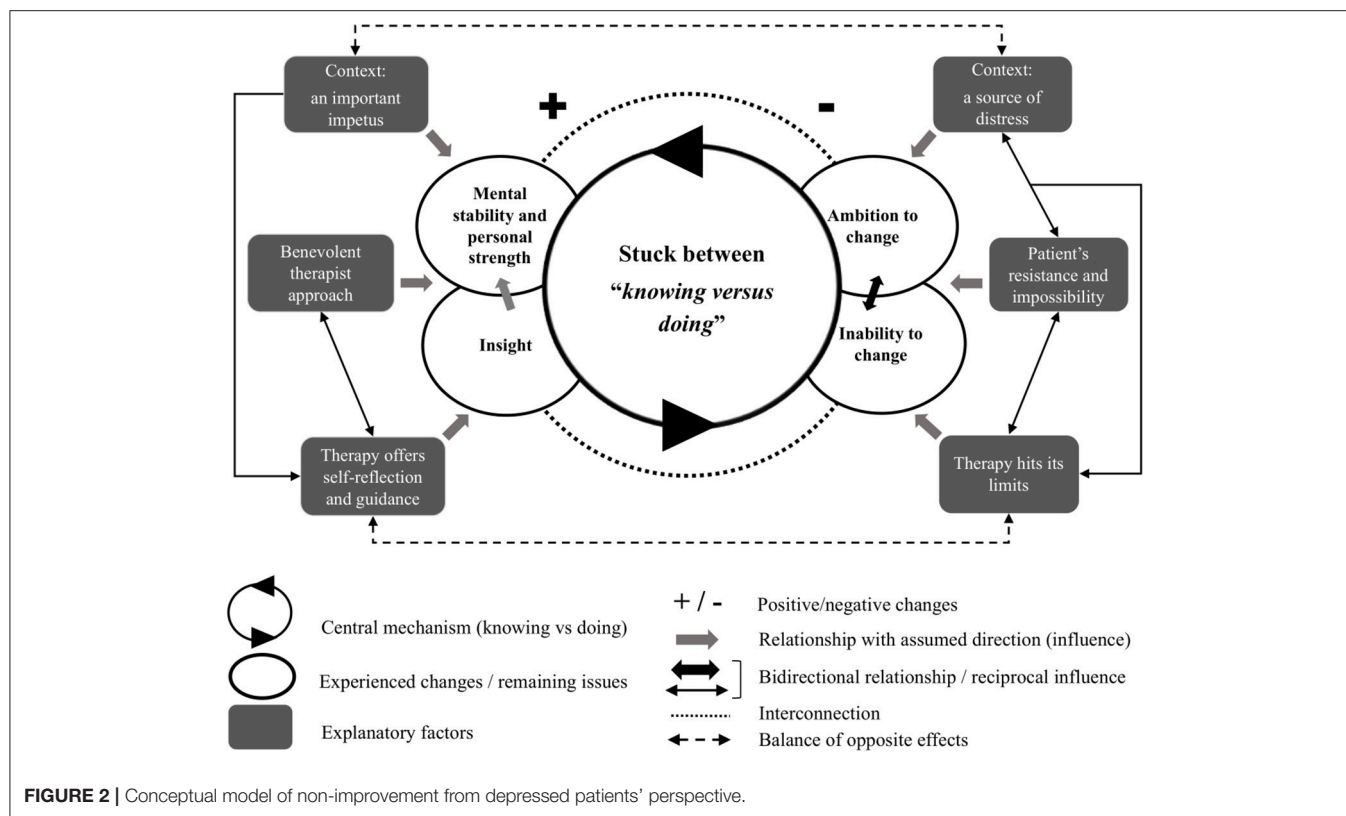 Context:
an important
impetus
+
-
Context:
a source of
distress
Mental
stability and
personal
strength
Ambition to
change
Benevolent
therapist
approach
Stuck between
“knowing versus
doing”
Patient’s
resistance and
impossibility
Insight
Inability to
change
Therapy offers
self-reflection
and guidance
Therapy hits its
limits
Central mechanism (knowing vs doing)
Experienced changes / remaining issues
Explanatory factors
+ / - Positive/negative changes
Relationship with assumed direction (influence)
Bidirectional relationship / reciprocal influence
Interconnection
Balance of opposite effects
FIGURE 2 | Conceptual model of non-improvement from depressed patients’ perspective.